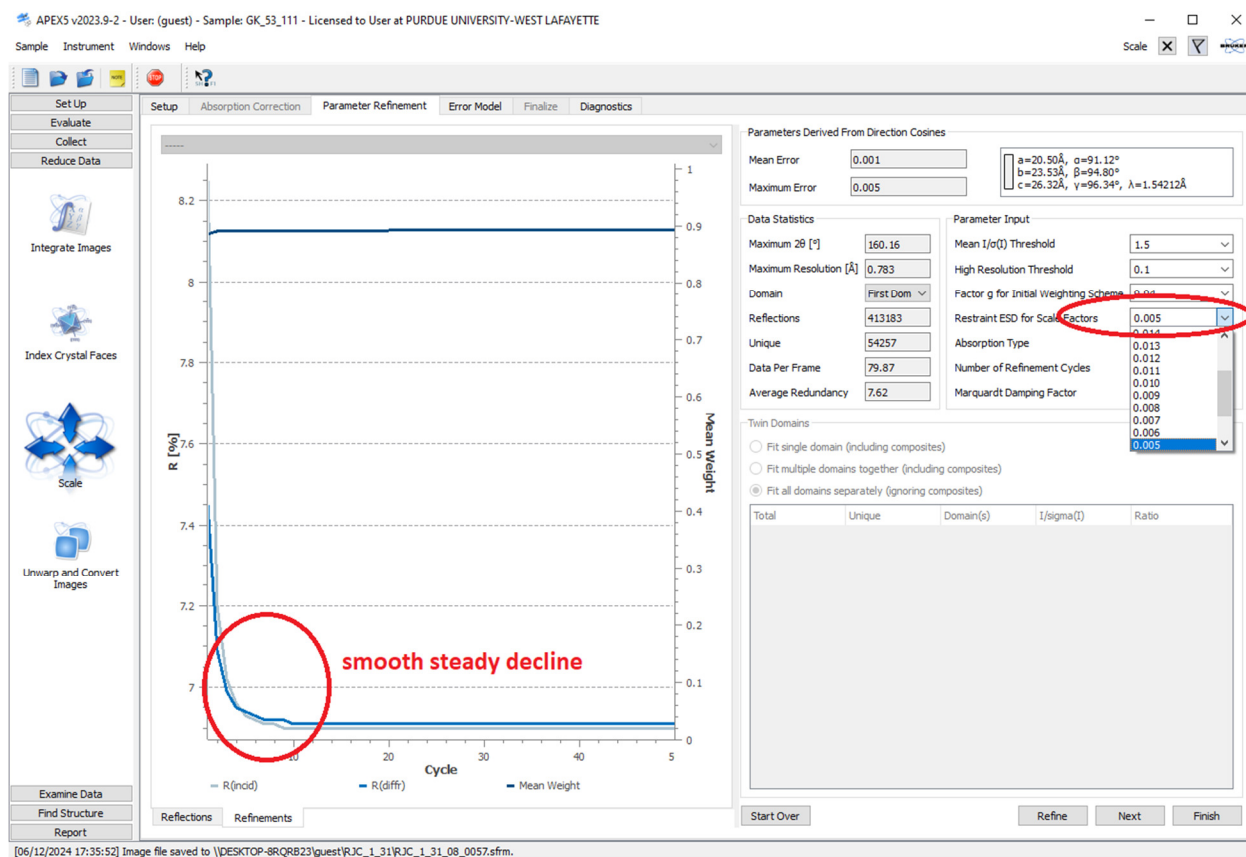 APEX5 v2023.9-2 - User: (guest) - Sample: GK_53_111 - Licensed to User at PURDUE UNIVERSITY-WEST LAFAYETTE
Sample Instrument Windows Help
Scale
BRUKER
NOTE
STOP
Set Up
Evaluate
Collect
Reduce Data
Integrate Images
Index Crystal Faces
Scale
Unwarp and Convert
Images
Examine Data
Find Structure
Report
Setup Absorption Correction Parameter Refinement Error Model Finalize Diagnostics
-----
8.2
8
7.8
7.6
7.4
7.2
7
R [%]
1
0.9
0.8
0.7
0.6
0.5
0.4
0.3
0.2
0.1
0
Mean Weight
smooth steady decline
10 20 30 40 5
Cycle
R(incid) R(diffr) Mean Weight
Reflections Refinements
Parameters Derived From Direction Cosines
Mean Error 0.001
Maximum Error 0.005
a=20.50Å, α=91.12°
b=23.53Å, β=94.80°
c=26.32Å, γ=96.34°, λ=1.54212Å
Data Statistics
Maximum 2θ [°] 160.16
Maximum Resolution [Å] 0.783
Domain First Dom
Reflections 413183
Unique 54257
Data Per Frame 79.87
Average Redundancy 7.62
Parameter Input
Mean I/σ(I) Threshold 1.5
High Resolution Threshold 0.1
Factor g for Initial Weighting Scheme
Restraint ESD for Scale Factors 0.005
Absorption Type
Number of Refinement Cycles
Marquardt Damping Factor
0.014
0.013
0.012
0.011
0.010
0.009
0.008
0.007
0.006
0.005
Twin Domains
Fit single domain (including composites)
Fit multiple domains together (including composites)
Fit all domains separately (ignoring composites)
Total Unique Domain(s) I/sigma(I) Ratio
Start Over Refine Next Finish
[06/12/2024 17:35:52] Image file saved to \\DESKTOP-8RQRB23\guest\RJC_1_31\RJC_1_31_08_0057.sfrm.